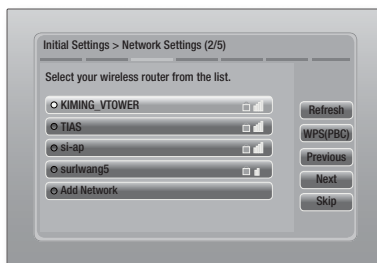 Initial Settings > Network Settings (2/5)
Select your wireless router from the list.
KIMING_VTOWER
TIAS
si-ap
surlwang5
Add Network
Refresh
WPS(PBC)
Previous
Next
Skip